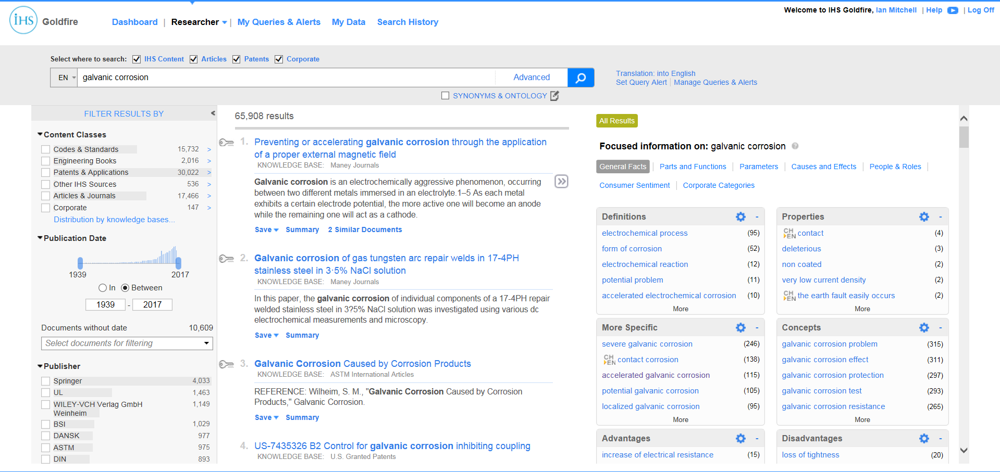 iHS Goldfire
Dashboard | Researcher | My Queries & Alerts My Data Search History
Welcome to IHS Goldfire, Ian Mitchell | Help | Log Off
Select where to search: IHS Content Articles Patents Corporate
EN galvanic corrosion Advanced
Translation: into English
Set Query Alert | Manage Queries & Alerts
SYNONYMS & ONTOLOGY
FILTER RESULTS BY <
Content Classes
Codes & Standards 15,732 >
Engineering Books 2,016 >
Patents & Applications 30,022 >
Other IHS Sources 536 >
Articles & Journals 17,466 >
Corporate 147 >
Distribution by knowledge bases...
Publication Date
1939 2017
In Between
1939 - 2017
Documents without date 10,609
Select documents for filtering
Publisher
Springer 4,033
UL 1,463
WILEY-VCH Verlag GmbH 1,149
Weinheim
BSI 1,029
DANSK 977
ASTM 975
DIN 893
65,908 results
1. Preventing or accelerating galvanic corrosion through the application
of a proper external magnetic field
KNOWLEDGE BASE: Maney Journals
Galvanic corrosion is an electrochemically aggressive phenomenon, occurring
between two different metals immersed in an electrolyte.1–5 As each metal
exhibits a certain electrode potential, the more active one will become an anode
while the remaining one will act as a cathode.
Save Summary 2 Similar Documents
2. Galvanic corrosion of gas tungsten arc repair welds in 17-4PH
stainless steel in 3·5% NaCl solution
KNOWLEDGE BASE: Maney Journals
In this paper, the galvanic corrosion of individual components of a 17-4PH repair
welded stainless steel in 3?5% NaCl solution was investigated using various dc
electrochemical measurements and microscopy.
Save Summary
3. Galvanic Corrosion Caused by Corrosion Products
KNOWLEDGE BASE: ASTM International Articles
REFERENCE: Wilheim, S. M., "Galvanic Corrosion Caused by Corrosion
Products," Galvanic Corrosion.
Save Summary
4. US-7435326 B2 Control for galvanic corrosion inhibiting coupling
KNOWLEDGE BASE: U.S. Granted Patents
All Results
Focused information on: galvanic corrosion ?
General Facts | Parts and Functions | Parameters | Causes and Effects | People & Roles |
Consumer Sentiment | Corporate Categories
Definitions -
electrochemical process (95)
form of corrosion (52)
electrochemical reaction (12)
potential problem (11)
accelerated electrochemical corrosion (10)
More
Properties -
CH EN contact (4)
deleterious (3)
non coated (2)
very low current density (2)
CH EN the earth fault easily occurs (2)
More
More Specific -
severe galvanic corrosion (246)
CH EN contact corrosion (138)
accelerated galvanic corrosion (115)
potential galvanic corrosion (105)
localized galvanic corrosion (95)
More
Concepts -
galvanic corrosion problem (315)
galvanic corrosion effect (311)
galvanic corrosion protection (297)
galvanic corrosion test (293)
galvanic corrosion resistance (265)
More
Advantages -
increase of electrical resistance (15)
Disadvantages -
loss of tightness (20)